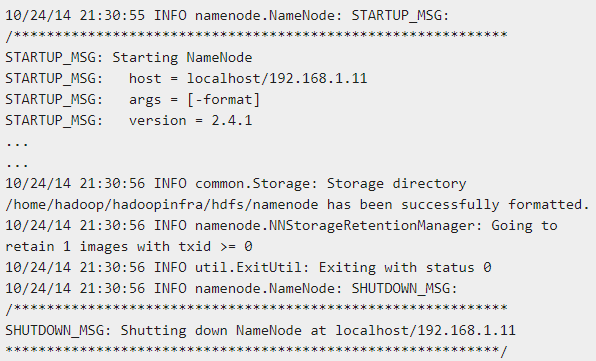 10/24/14 21:30:55 INFO namenode.NameNode: STARTUP_MSG:
/************************************************************
STARTUP_MSG: Starting NameNode
STARTUP_MSG:   host = localhost/192.168.1.11
STARTUP_MSG:   args = [-format]
STARTUP_MSG:   version = 2.4.1
...
...
10/24/14 21:30:56 INFO common.Storage: Storage directory
/home/hadoop/hadoopinfra/hdfs/namenode has been successfully formatted.
10/24/14 21:30:56 INFO namenode.NNStorageRetentionManager: Going to
retain 1 images with txid >= 0
10/24/14 21:30:56 INFO util.ExitUtil: Exiting with status 0
10/24/14 21:30:56 INFO namenode.NameNode: SHUTDOWN_MSG:
/************************************************************
SHUTDOWN_MSG: Shutting down NameNode at localhost/192.168.1.11
************************************************************/